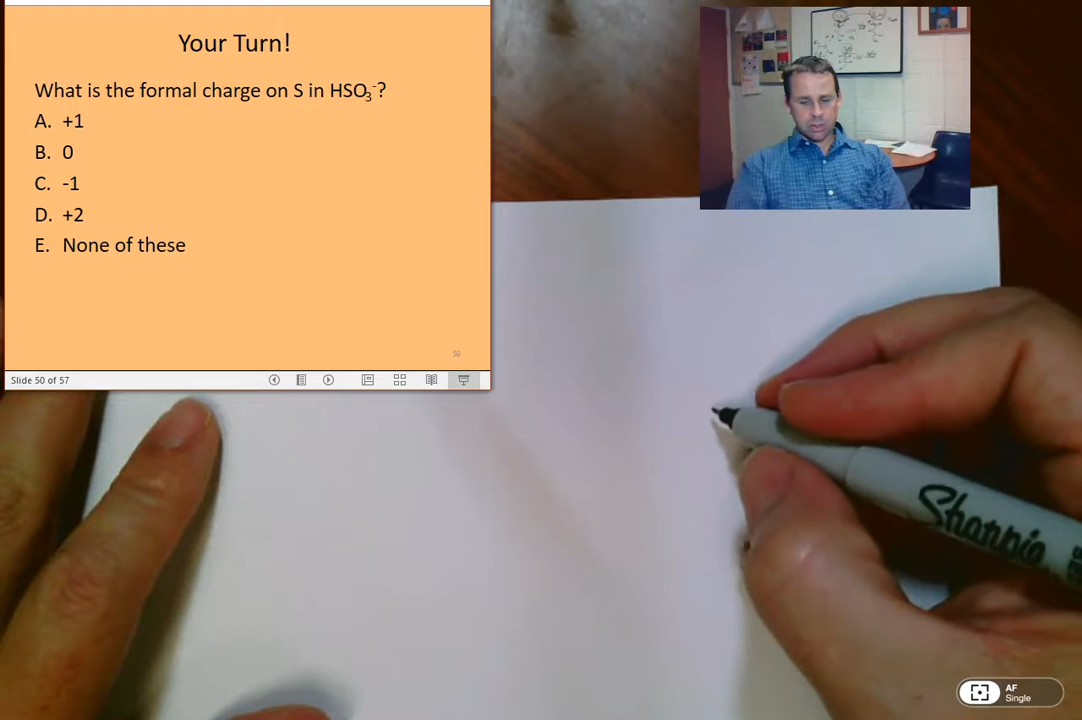 Your Turn!
What is the formal charge on S in HSO₃⁻?
A. +1
B. 0
C. -1
D. +2
E. None of these
50
Slide 50 of 57
Sharpie
AF
Single